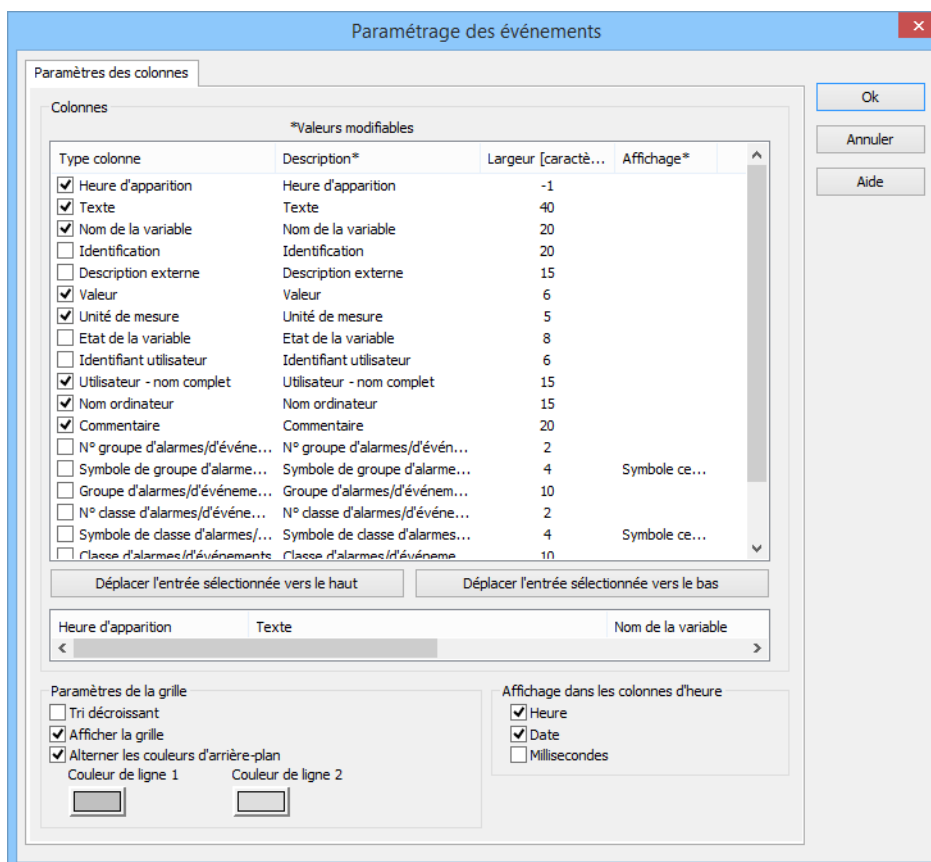 Paramétrage des événements
Paramètres des colonnes
Ok
Annuler
Aide
Colonnes
*Valeurs modifiables
Type colonne Description* Largeur [caractè... Affichage*
Heure d'apparition Heure d'apparition -1
Texte Texte 40
Nom de la variable Nom de la variable 20
Identification Identification 20
Description externe Description externe 15
Valeur Valeur 6
Unité de mesure Unité de mesure 5
Etat de la variable Etat de la variable 8
Identifiant utilisateur Identifiant utilisateur 6
Utilisateur - nom complet Utilisateur - nom complet 15
Nom ordinateur Nom ordinateur 15
Commentaire Commentaire 20
N° groupe d'alarmes/d'événe... N° groupe d'alarmes/d'évén... 2
Symbole de groupe d'alarme... Symbole de groupe d'alarme... 4 Symbole ce...
Groupe d'alarmes/d'événeme... Groupe d'alarmes/d'événem... 10
N° classe d'alarmes/d'événe... N° classe d'alarmes/d'événe... 2
Symbole de classe d'alarmes/... Symbole de classe d'alarmes... 4 Symbole ce...
Classe d'alarmes/d'événements Classe d'alarmes/d'événeme... 10
Déplacer l'entrée sélectionnée vers le haut Déplacer l'entrée sélectionnée vers le bas
Heure d'apparition Texte Nom de la variable
Paramètres de la grille
Tri décroissant
Afficher la grille
Alterner les couleurs d'arrière-plan
Couleur de ligne 1 Couleur de ligne 2
Affichage dans les colonnes d'heure
Heure
Date
Millisecondes